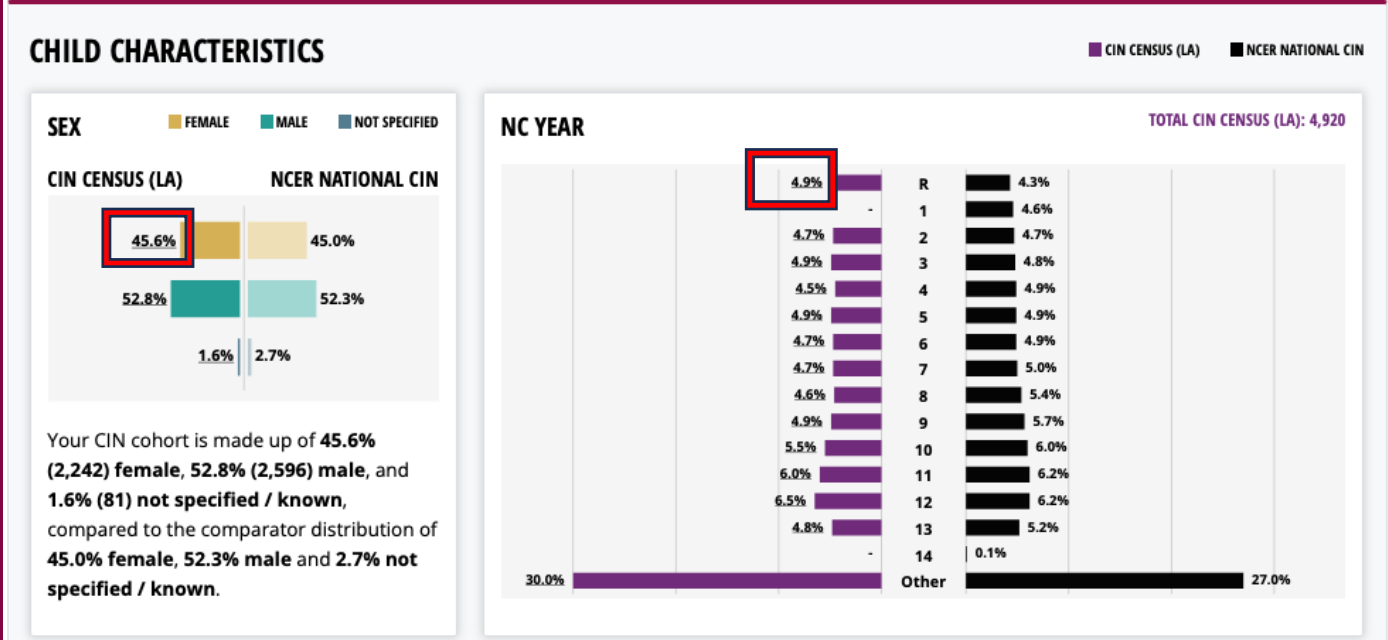 CHILD CHARACTERISTICS
CIN CENSUS (LA) NCER NATIONAL CIN
SEX FEMALE MALE NOT SPECIFIED
CIN CENSUS (LA) NCER NATIONAL CIN
45.6% 45.0%
52.8% 52.3%
1.6% 2.7%
Your CIN cohort is made up of 45.6%
(2,242) female, 52.8% (2,596) male, and
1.6% (81) not specified / known,
compared to the comparator distribution of
45.0% female, 52.3% male and 2.7% not
specified / known.
NC YEAR TOTAL CIN CENSUS (LA): 4,920
4.9% R 4.3%
- 1 4.6%
4.7% 2 4.7%
4.9% 3 4.8%
4.5% 4 4.9%
4.9% 5 4.9%
4.7% 6 4.9%
4.7% 7 5.0%
4.6% 8 5.4%
4.9% 9 5.7%
5.5% 10 6.0%
6.0% 11 6.2%
6.5% 12 6.2%
4.8% 13 5.2%
- 14 0.1%
30.0% Other 27.0%